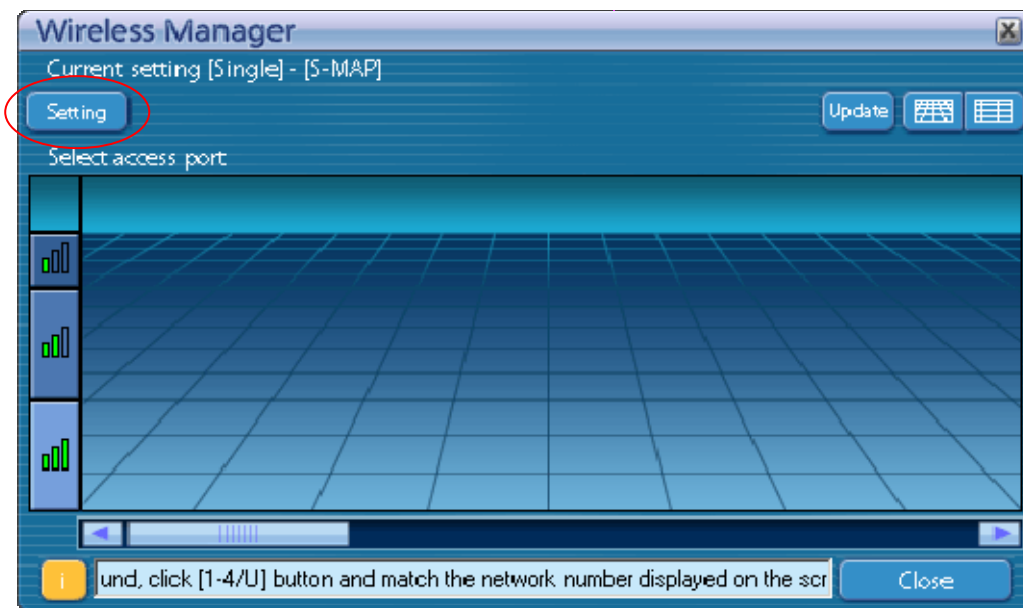 Wireless Manager
Current setting [Single] - [S-MAP]
Setting
Update
Select access port
i
und, click [1-4/U] button and match the network number displayed on the scr
Close